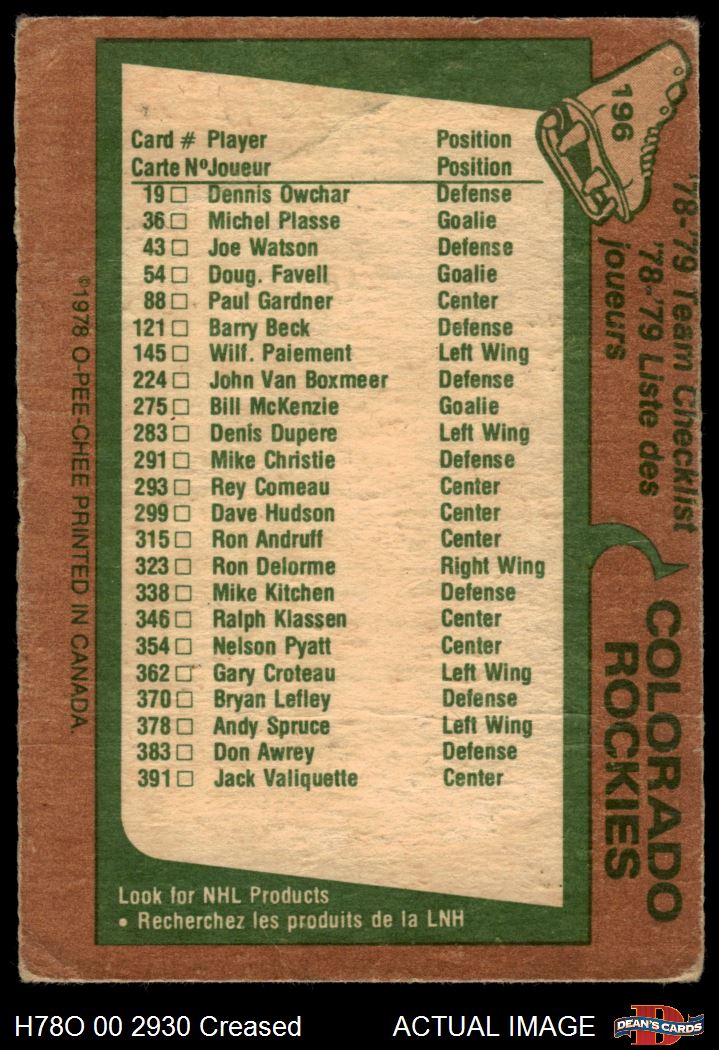 196
'78-'79 Team Checklist
'78-'79 Liste des
joueurs
COLORADO
ROCKIES
Card # Player Position
Carte Nº Joueur Position
19 □ Dennis Owchar Defense
36 □ Michel Plasse Goalie
43 □ Joe Watson Defense
54 □ Doug. Favell Goalie
88 □ Paul Gardner Center
121 □ Barry Beck Defense
145 □ Wilf. Paiement Left Wing
224 □ John Van Boxmeer Defense
275 □ Bill McKenzie Goalie
283 □ Denis Dupere Left Wing
291 □ Mike Christie Defense
293 □ Rey Comeau Center
299 □ Dave Hudson Center
315 □ Ron Andruff Center
323 □ Ron Delorme Right Wing
338 □ Mike Kitchen Defense
346 □ Ralph Klassen Center
354 □ Nelson Pyatt Center
362 □ Gary Croteau Left Wing
370 □ Bryan Lefley Defense
378 □ Andy Spruce Left Wing
383 □ Don Awrey Defense
391 □ Jack Valiquette Center
Look for NHL Products
• Recherchez les produits de la LNH
©1978 O-PEE-CHEE PRINTED IN CANADA.
H78O 00 2930 Creased ACTUAL IMAGE
DEAN'S CARDS